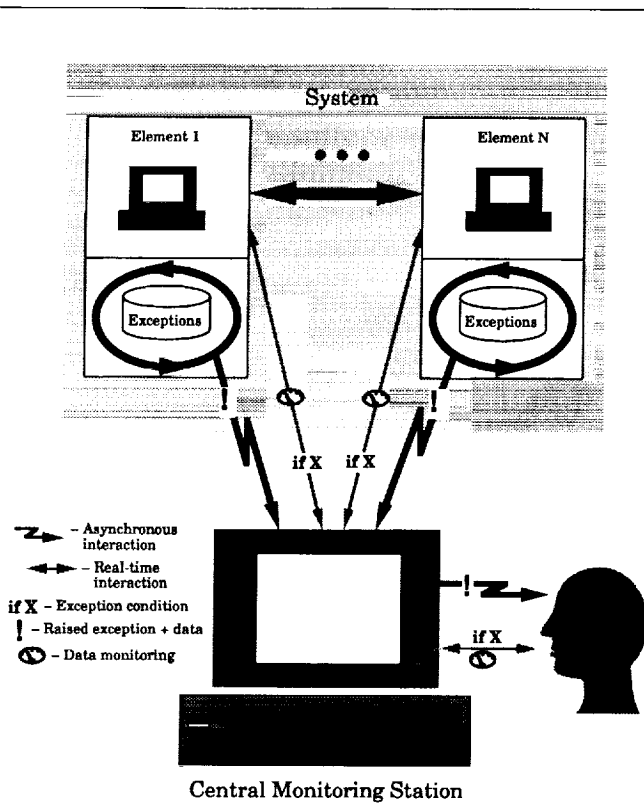 System
Element 1
Element N
Exceptions
Exceptions
!
!
if X
if X
– Asynchronous
interaction
– Real-time
interaction
if X – Exception condition
! – Raised exception + data
– Data monitoring
!
if X
Central Monitoring Station